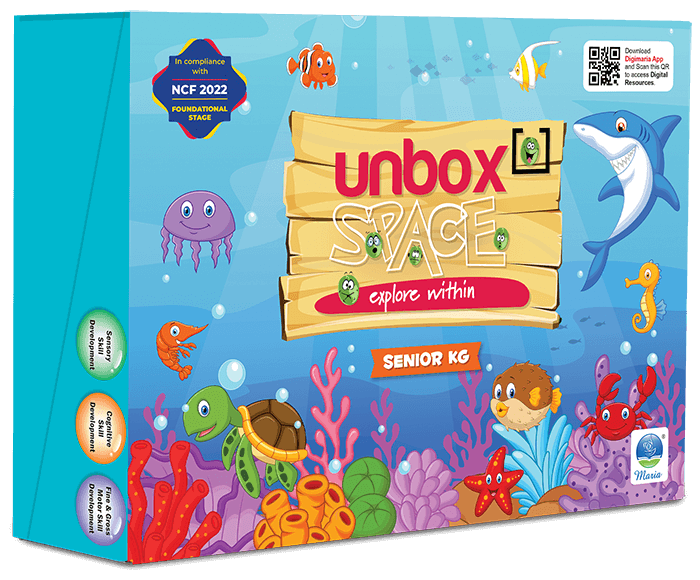 In compliance
with
NCF 2022
FOUNDATIONAL
STAGE
Download
Digimaria App
and Scan this QR
to access Digital
Resources.
unbox
SPACE
explore within
SENIOR KG
Sensory
Skill
Development
Cognitive
Skill
Development
Fine & Gross
Motor Skill
Development
Maria
®